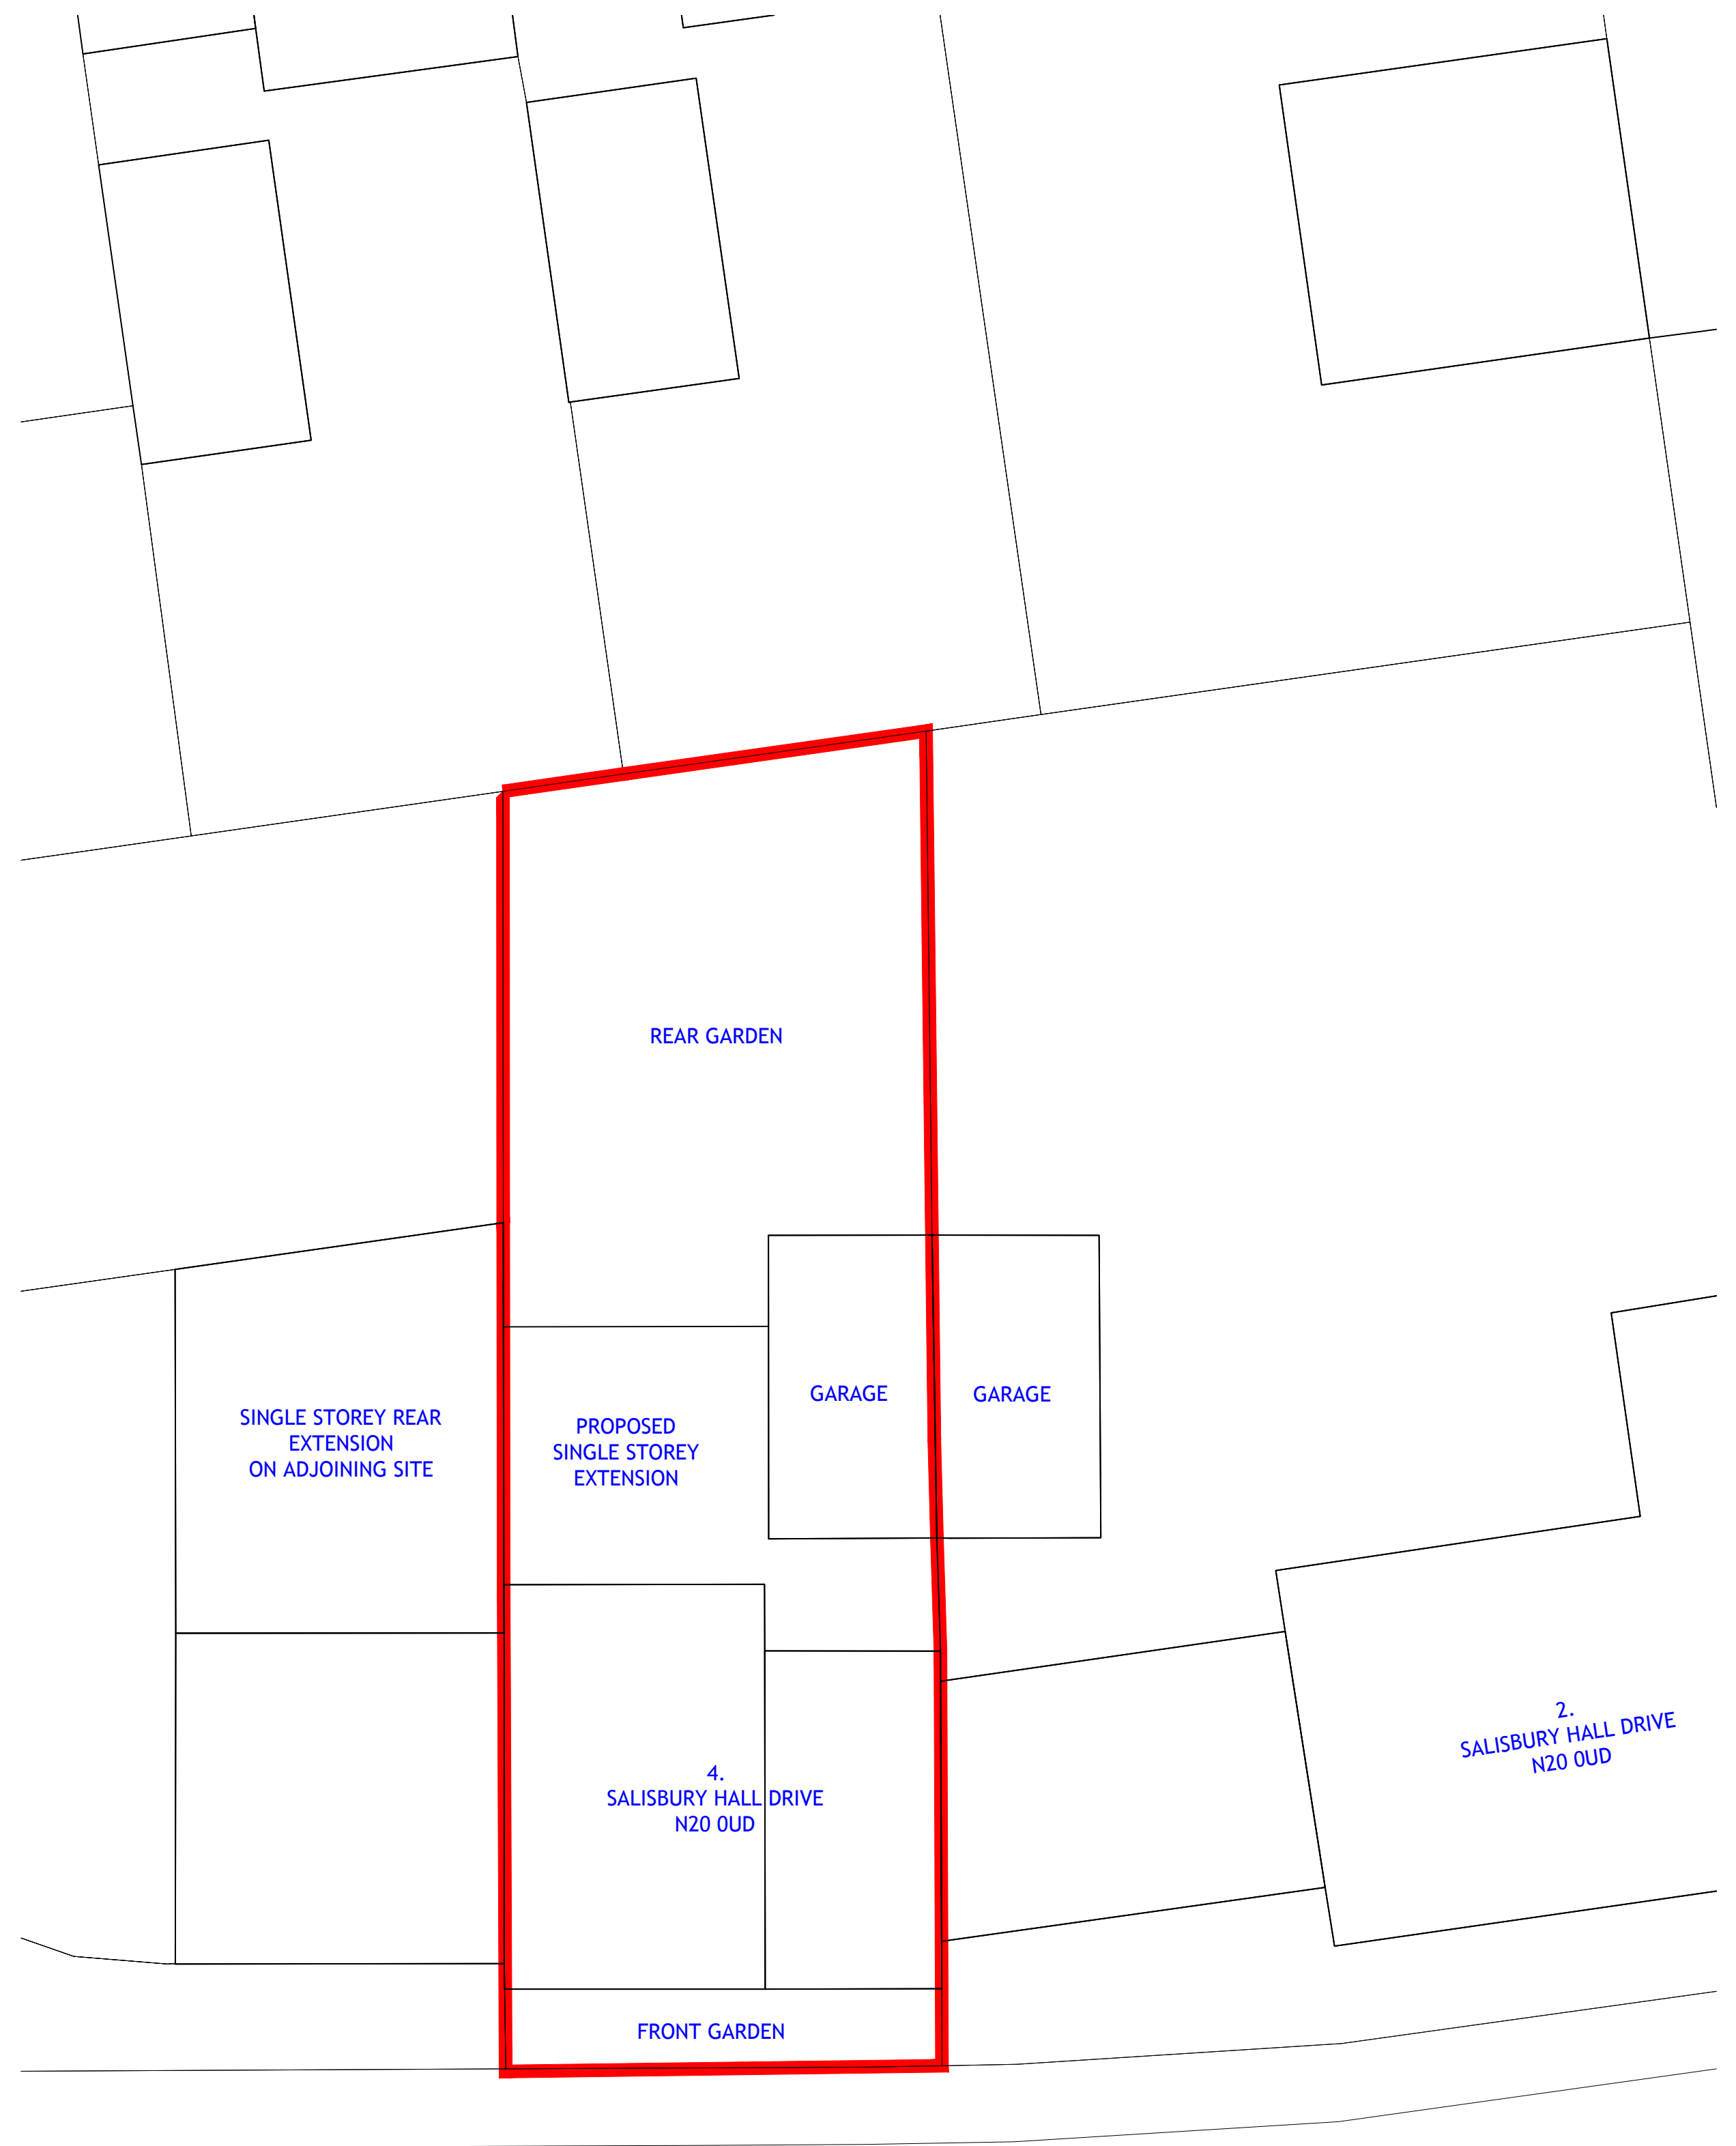 REAR GARDEN
GARAGE
GARAGE
SINGLE STOREY REAR
EXTENSION
ON ADJOINING SITE
PROPOSED
SINGLE STOREY
EXTENSION
2.
SALISBURY HALL DRIVE
N20 0UD
4.
SALISBURY HALL DRIVE
N20 0UD
FRONT GARDEN